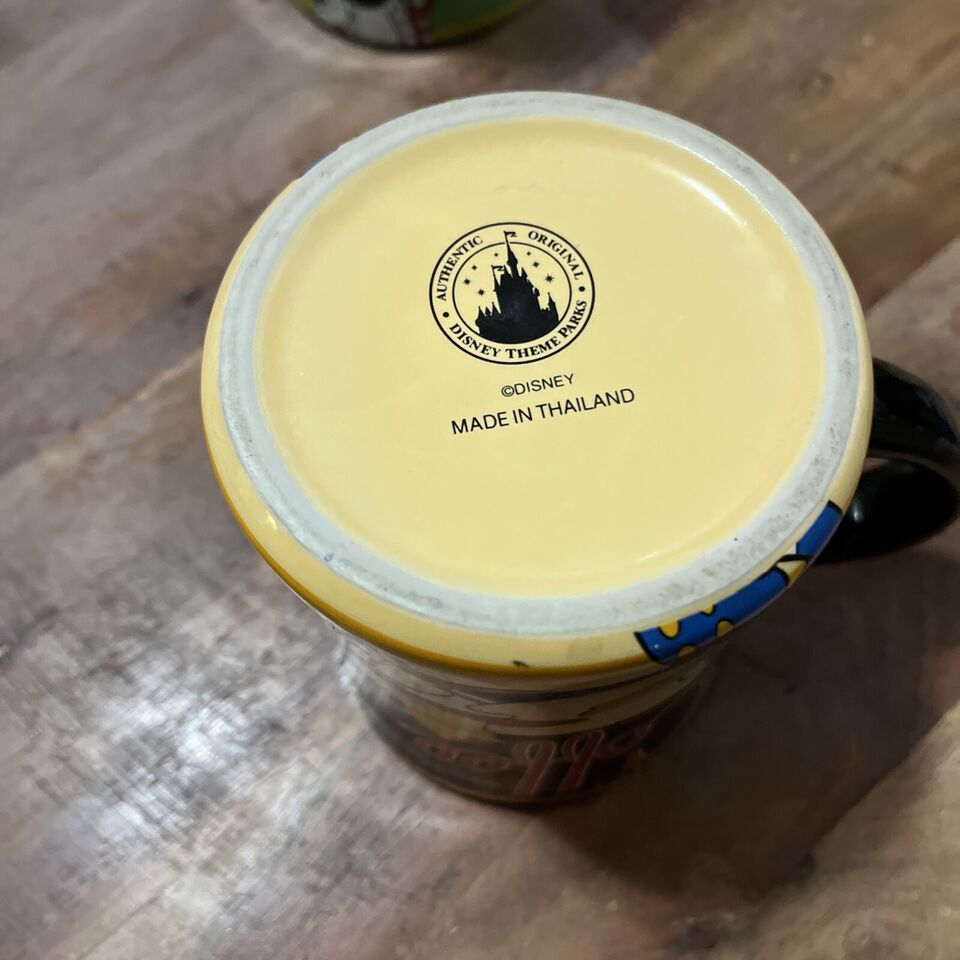 AUTHENTIC ORIGINAL
DISNEY THEME PARKS
©DISNEY
MADE IN THAILAND